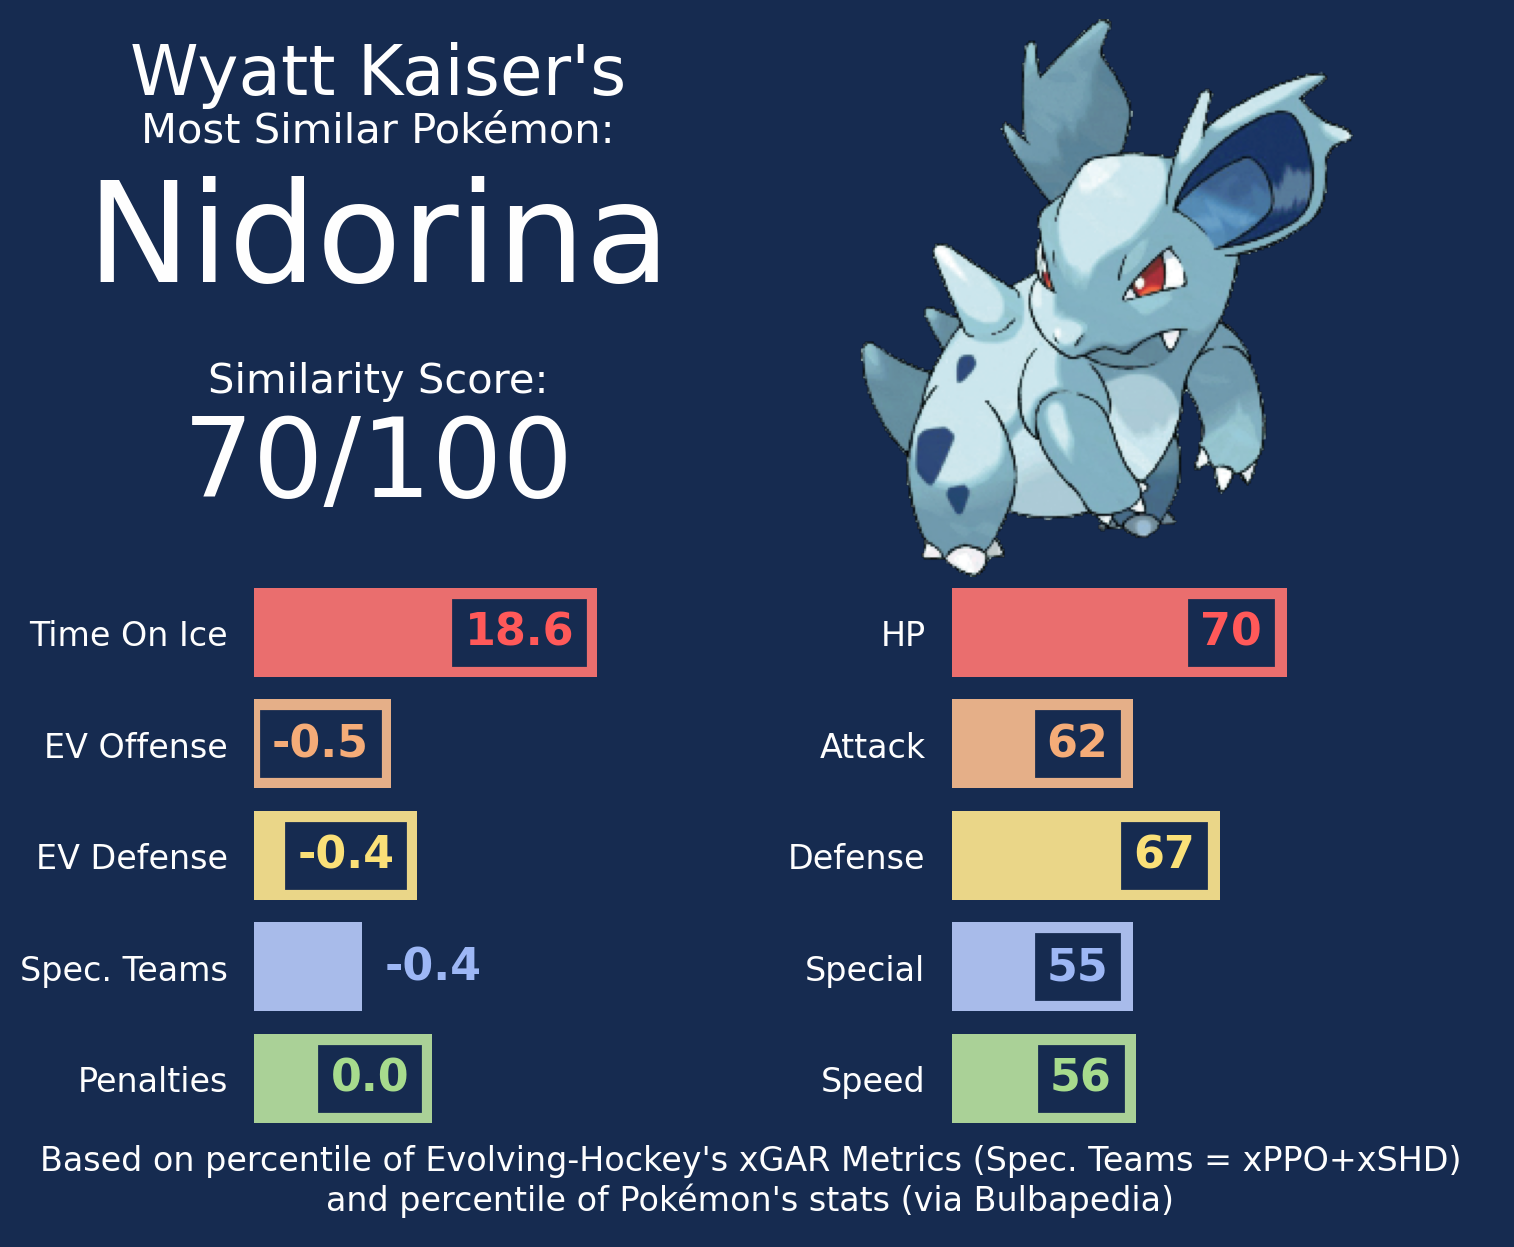 Wyatt Kaiser's
Most Similar Pokémon:
Nidorina
Similarity Score:
70/100
Time On Ice 18.6
EV Offense -0.5
EV Defense -0.4
Spec. Teams -0.4
Penalties 0.0
HP 70
Attack 62
Defense 67
Special 55
Speed 56
Based on percentile of Evolving-Hockey's xGAR Metrics (Spec. Teams = xPPO+xSHD)
and percentile of Pokémon's stats (via Bulbapedia)